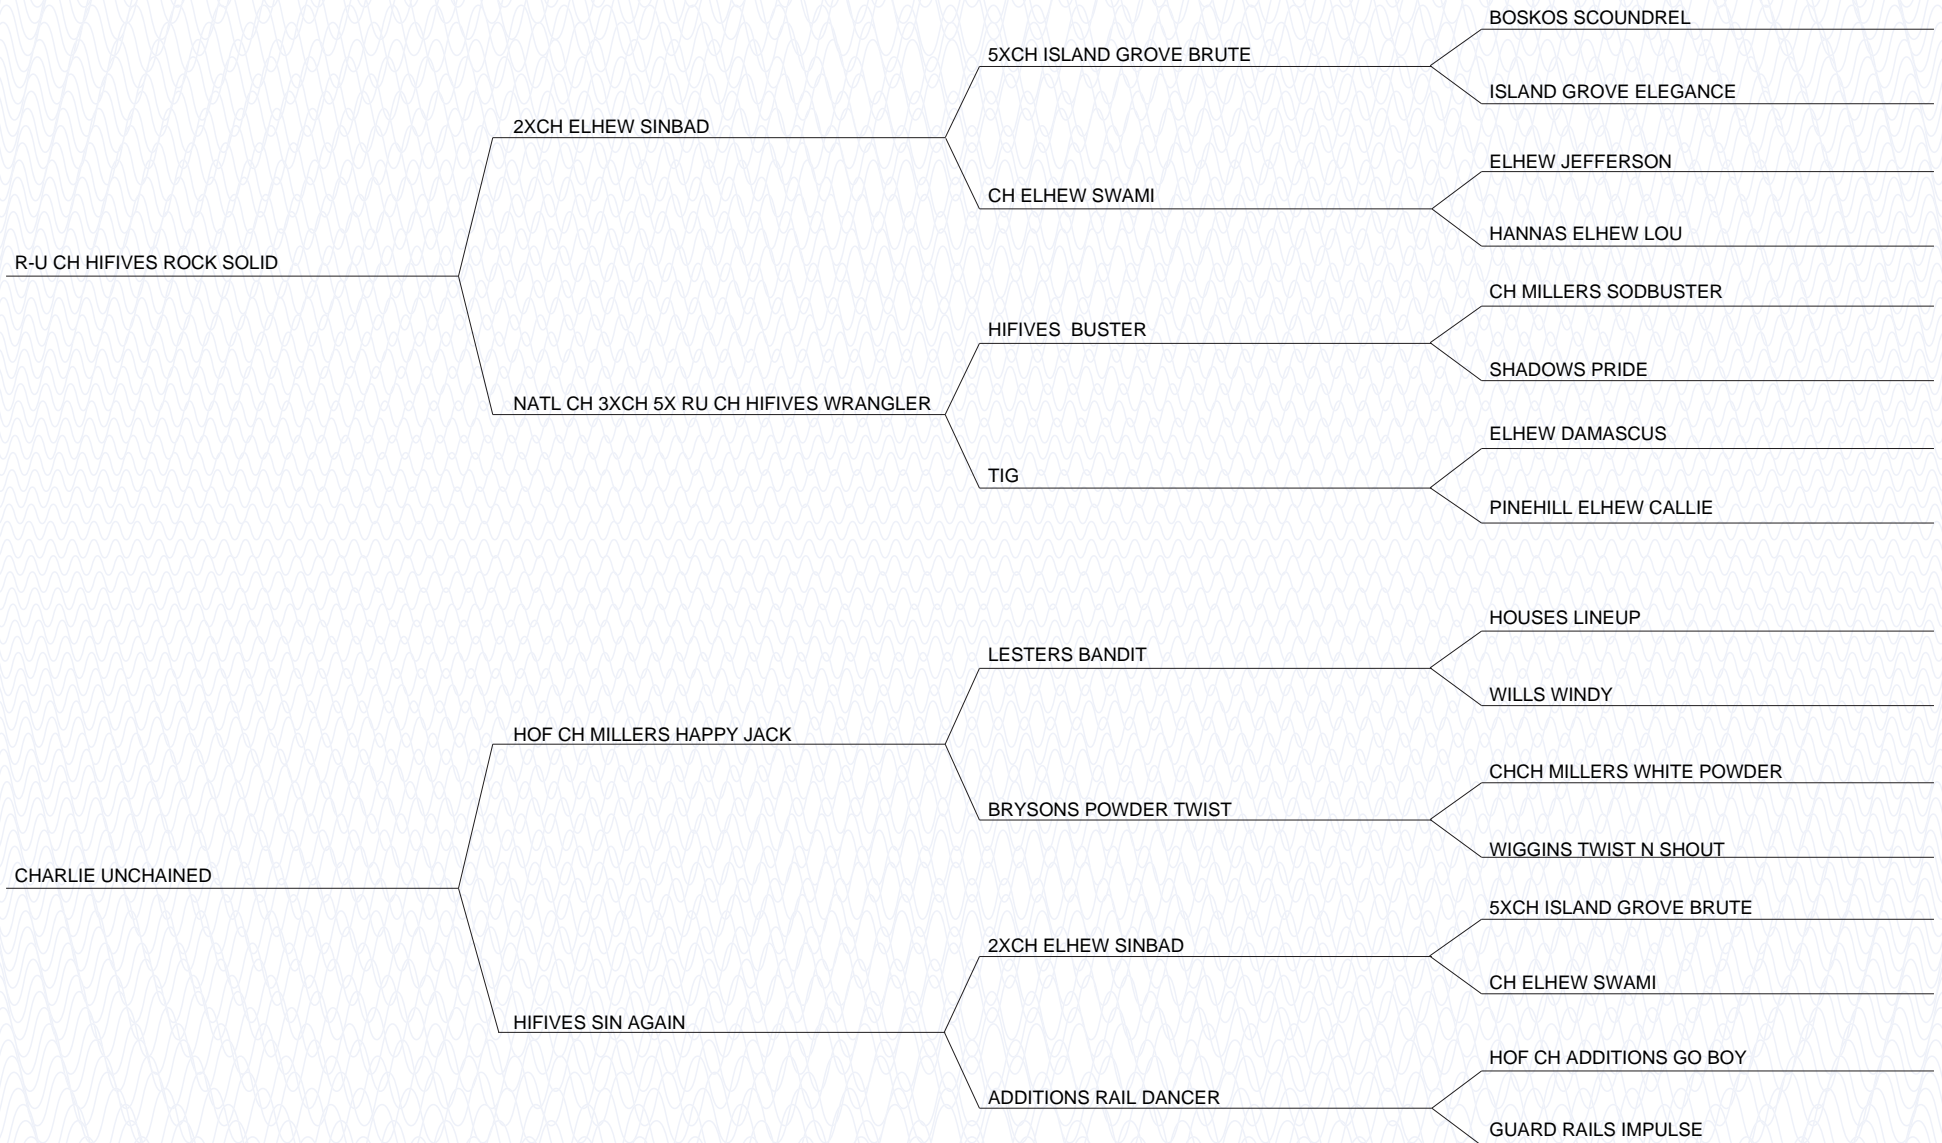 BOSKOS SCOUNDREL
5XCH ISLAND GROVE BRUTE
ISLAND GROVE ELEGANCE
2XCH ELHEW SINBAD
ELHEW JEFFERSON
CH ELHEW SWAMI
HANNAS ELHEW LOU
R-U CH HIFIVES ROCK SOLID
CH MILLERS SODBUSTER
HIFIVES  BUSTER
SHADOWS PRIDE
NATL CH 3XCH 5X RU CH HIFIVES WRANGLER
ELHEW DAMASCUS
TIG
PINEHILL ELHEW CALLIE
HOUSES LINEUP
LESTERS BANDIT
WILLS WINDY
HOF CH MILLERS HAPPY JACK
CHCH MILLERS WHITE POWDER
BRYSONS POWDER TWIST
WIGGINS TWIST N SHOUT
CHARLIE UNCHAINED
5XCH ISLAND GROVE BRUTE
2XCH ELHEW SINBAD
CH ELHEW SWAMI
HIFIVES SIN AGAIN
HOF CH ADDITIONS GO BOY
ADDITIONS RAIL DANCER
GUARD RAILS IMPULSE